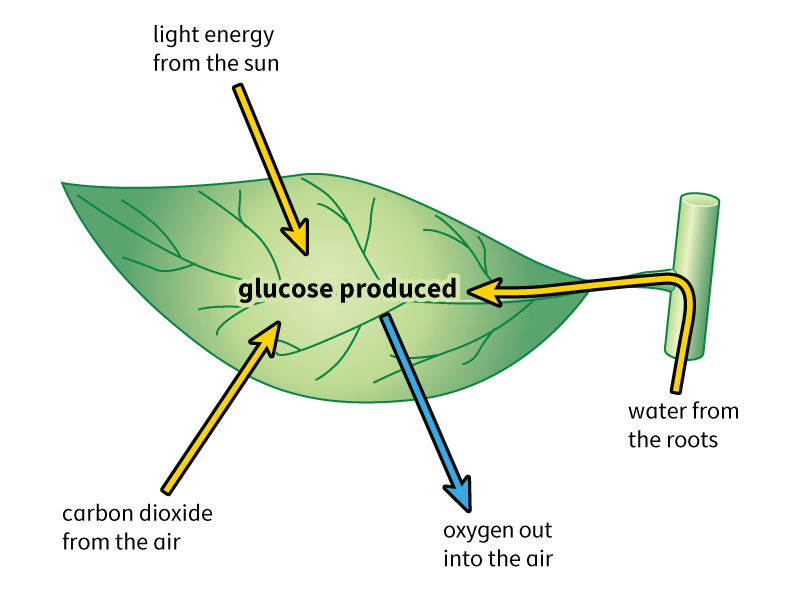 light energy
from the sun
glucose produced
water from
the roots
carbon dioxide
from the air
oxygen out
into the air